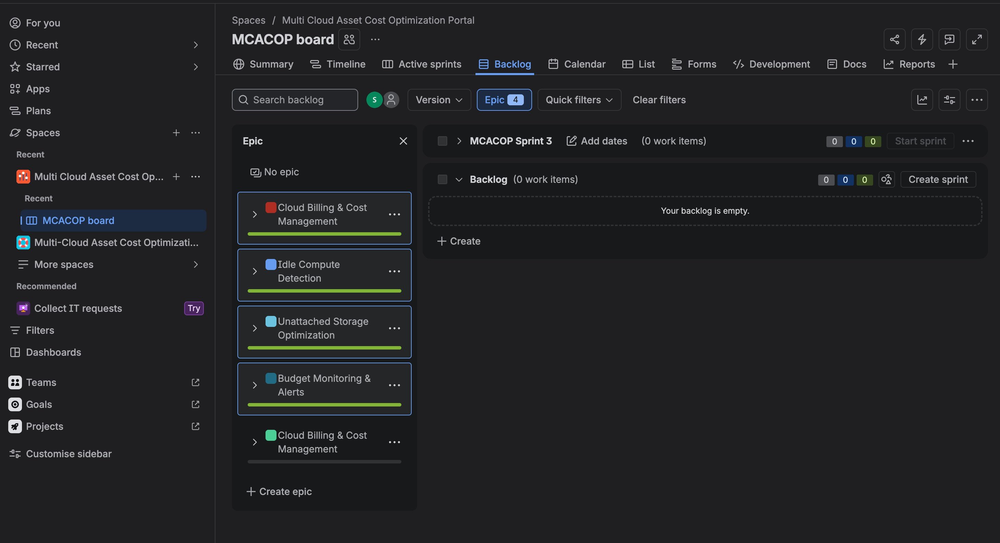 For you
Recent
Starred
Apps
Plans
Spaces
Recent
Multi Cloud Asset Cost Op...
Recent
MCACOP board
Multi-Cloud Asset Cost Optimizati...
More spaces
Recommended
Collect IT requests
Try
Filters
Dashboards
Teams
Goals
Projects
Customise sidebar
Spaces / Multi Cloud Asset Cost Optimization Portal
MCACOP board
Summary Timeline Active sprints Backlog Calendar List Forms Development Docs Reports
Search backlog S Version Epic 4 Quick filters Clear filters
Epic
No epic
Cloud Billing & Cost
Management
Idle Compute
Detection
Unattached Storage
Optimization
Budget Monitoring &
Alerts
Cloud Billing & Cost
Management
Create epic
MCACOP Sprint 3 Add dates (0 work items) 0 0 0 Start sprint
Backlog (0 work items) 0 0 0 Create sprint
Your backlog is empty.
Create